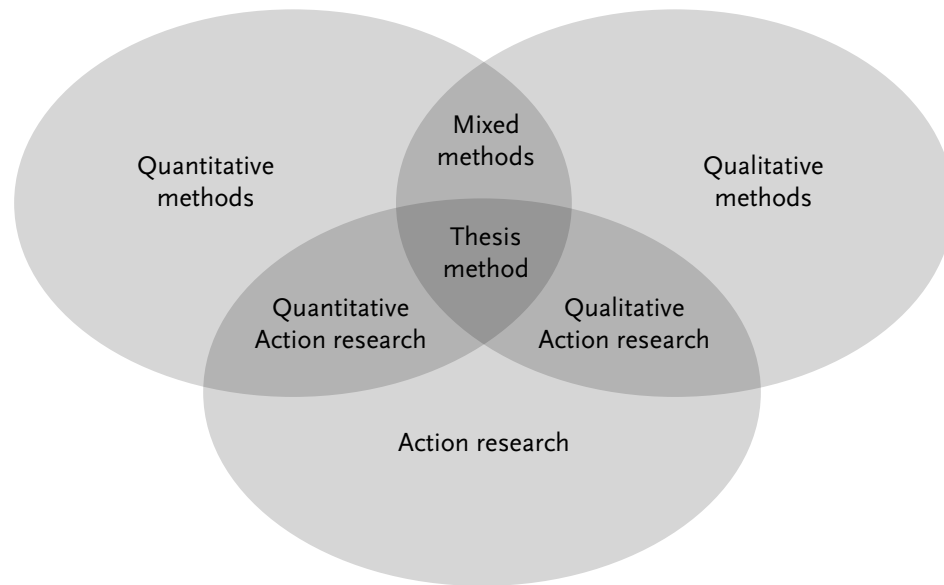 Mixed
methods
Quantitative
methods
Qualitative
methods
Thesis
method
Quantitative
Action research
Qualitative
Action research
Action research